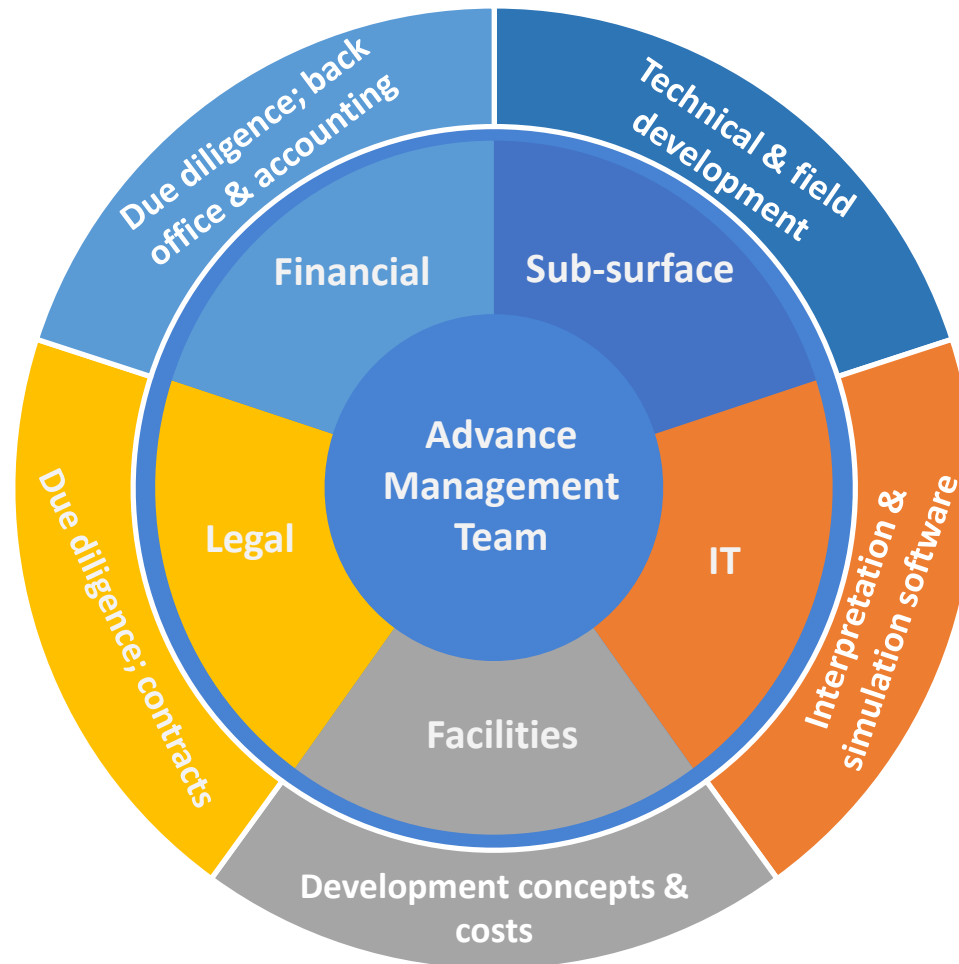 Due diligence; back
office & accounting
Technical & field
development
Financial
Sub-surface
Advance
Management
Team
Legal
IT
Due diligence; contracts
Interpretation &
simulation software
Facilities
Development concepts &
costs